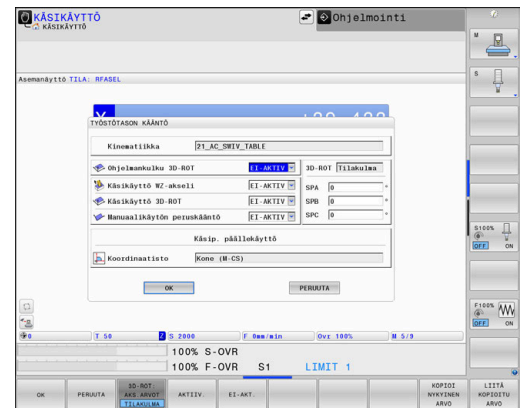 KÄSIKÄYTTÖ
KÄSIKÄYTTÖ
Ohjelmointi
Asemanäyttö TILA: RFASEL
TYÖSTÖTASON KÄÄNTÖ
Kinematiikka 21_AC_SWIV_TABLE
Ohjelmankulku 3D-ROT EI-AKTIV
3D-ROT Tilakulma
Käsikäyttö WZ-akseli EI-AKTIV
SPA 0 °
Käsikäyttö 3D-ROT EI-AKTIV
SPB 0 °
Manuaalikäytön peruskääntö EI-AKTIV
SPC 0 °
Käsip. päällekäyttö
Koordinaatisto Kone (M-CS)
OK
PERUUTA
0 T 50 Z S 2000 F 0mm/min Ovr 100% M 5/9
100% S-OVR
100% F-OVR S1 LIMIT 1
M
S
S100%
OFF ON
F100%
OFF ON
OK
PERUUTA
3D-ROT:
AKS.ARVOT
TILAKULMA
AKTIIV.
EI-AKT.
KOPIOI
NYKYINEN
ARVO
LIITÄ
KOPIOITU
ARVO